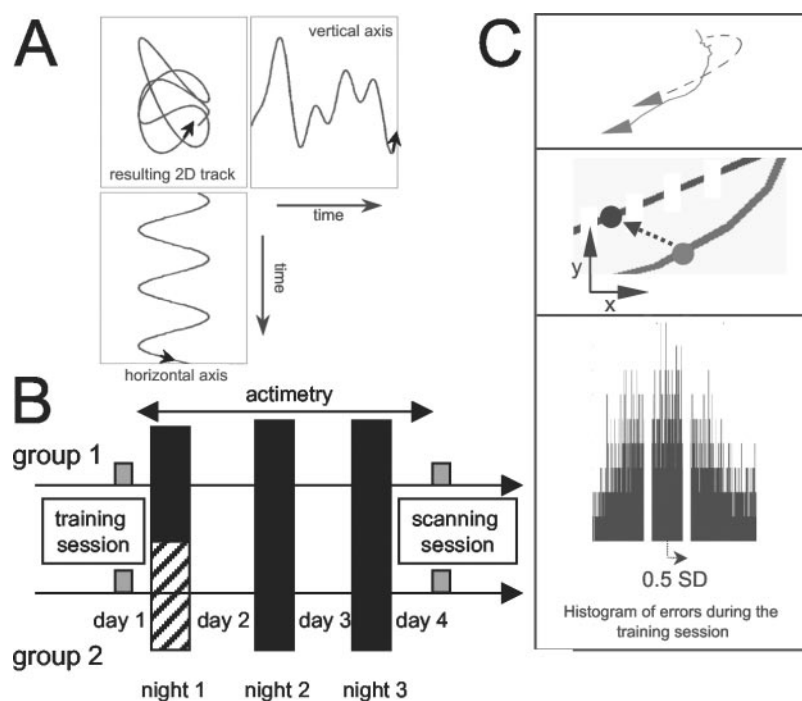 A
vertical axis
resulting 2D track
time
time
horizontal axis
B
actimetry
group 1
training
session
scanning
session
day 1
day 2
day 3
day 4
group 2
night 1
night 2
night 3
C
y
x
0.5 SD
Histogram of errors during the
training session